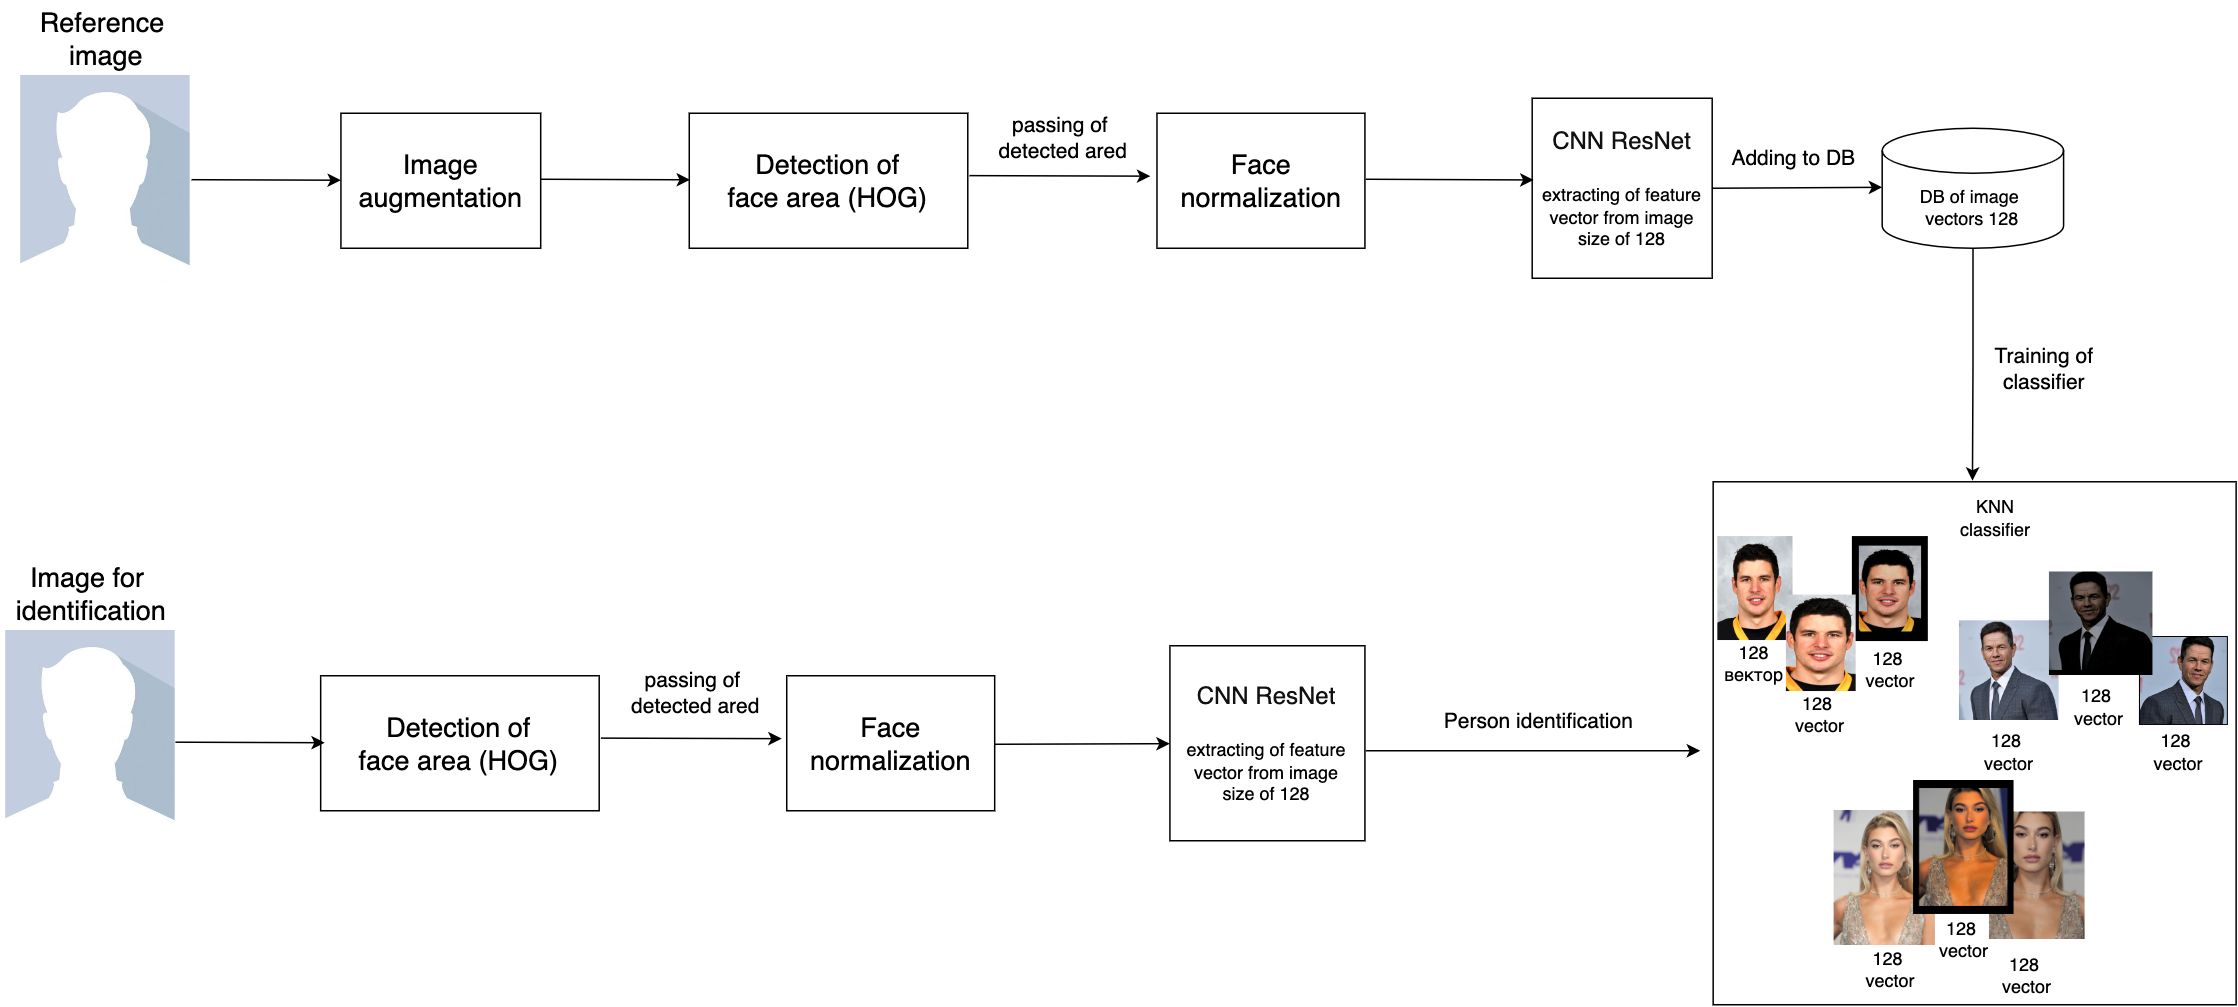 Reference
image
Image
augmentation
Detection of
face area (HOG)
passing of
detected ared
Face
normalization
CNN ResNet
extracting of feature
vector from image
size of 128
Adding to DB
DB of image
vectors 128
Training of
classifier
Image for
identification
Detection of
face area (HOG)
passing of
detected ared
Face
normalization
CNN ResNet
extracting of feature
vector from image
size of 128
Person identification
KNN
classifier
128
вектор
128
vector
128
vector
128
vector
128
vector
128
vector
128
vector
128
vector
128
vector